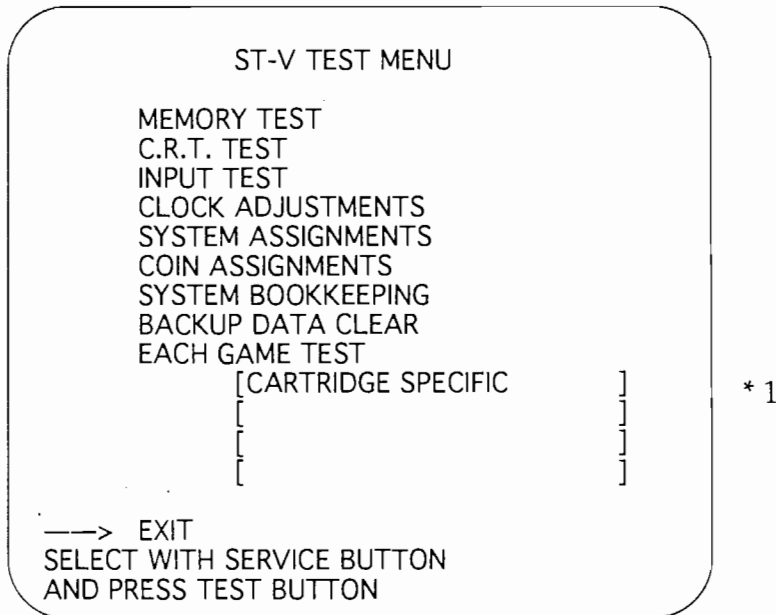 ST-V TEST MENU
MEMORY TEST
C.R.T. TEST
INPUT TEST
CLOCK ADJUSTMENTS
SYSTEM ASSIGNMENTS
COIN ASSIGNMENTS
SYSTEM BOOKKEEPING
BACKUP DATA CLEAR
EACH GAME TEST
[CARTRIDGE SPECIFIC ] * 1
[ ]
[ ]
[ ]
——> EXIT
SELECT WITH SERVICE BUTTON
AND PRESS TEST BUTTON